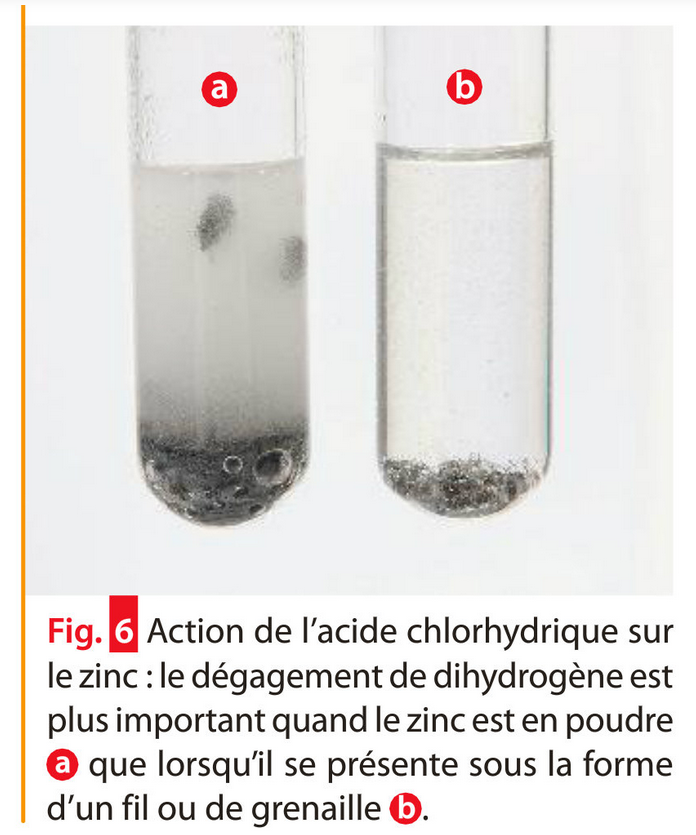 a b
Fig. 6 Action de l'acide chlorhydrique sur
le zinc : le dégagement de dihydrogène est
plus important quand le zinc est en poudre
a que lorsqu'il se présente sous la forme
d'un fil ou de grenaille b.